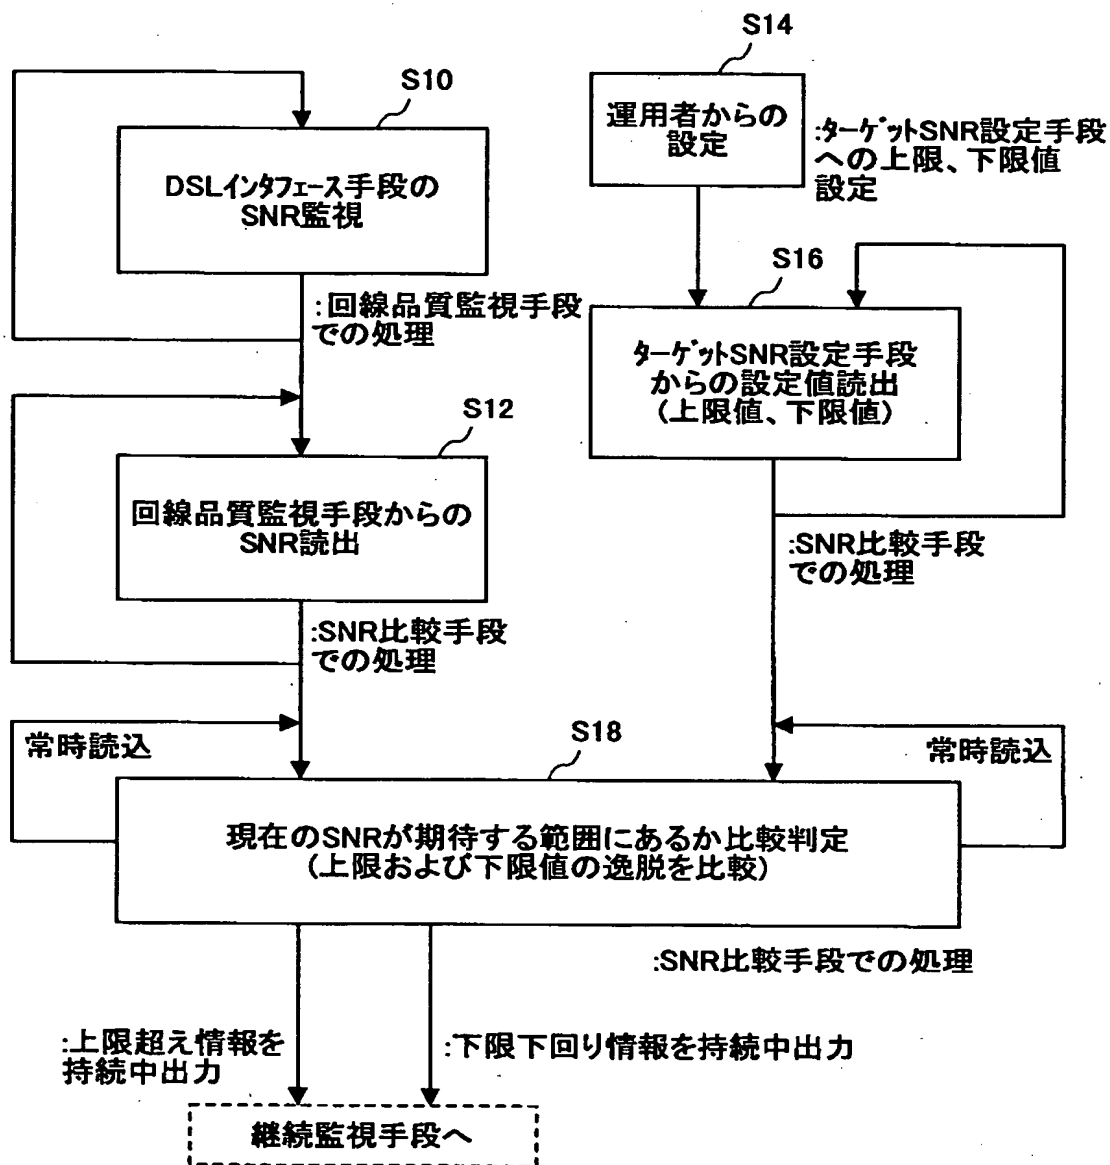 S14
運用者からの
設定
:ターゲットSNR設定手段
への上限、下限値
設定
S10
DSLインタフェース手段の
SNR監視
:回線品質監視手段
での処理
S16
ターゲットSNR設定手段
からの設定値読出
(上限値、下限値)
:SNR比較手段
での処理
S12
回線品質監視手段からの
SNR読出
:SNR比較手段
での処理
常時読込
常時読込
S18
現在のSNRが期待する範囲にあるか比較判定
(上限および下限値の逸脱を比較)
:SNR比較手段での処理
:上限超え情報を
持続中出力
:下限下回り情報を持続中出力
継続監視手段へ